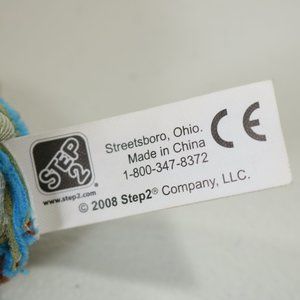 STEP2
www.step2.com
Streetsboro, Ohio.
Made in China
1-800-347-8372
CE
© 2008 Step2® Company, LLC.